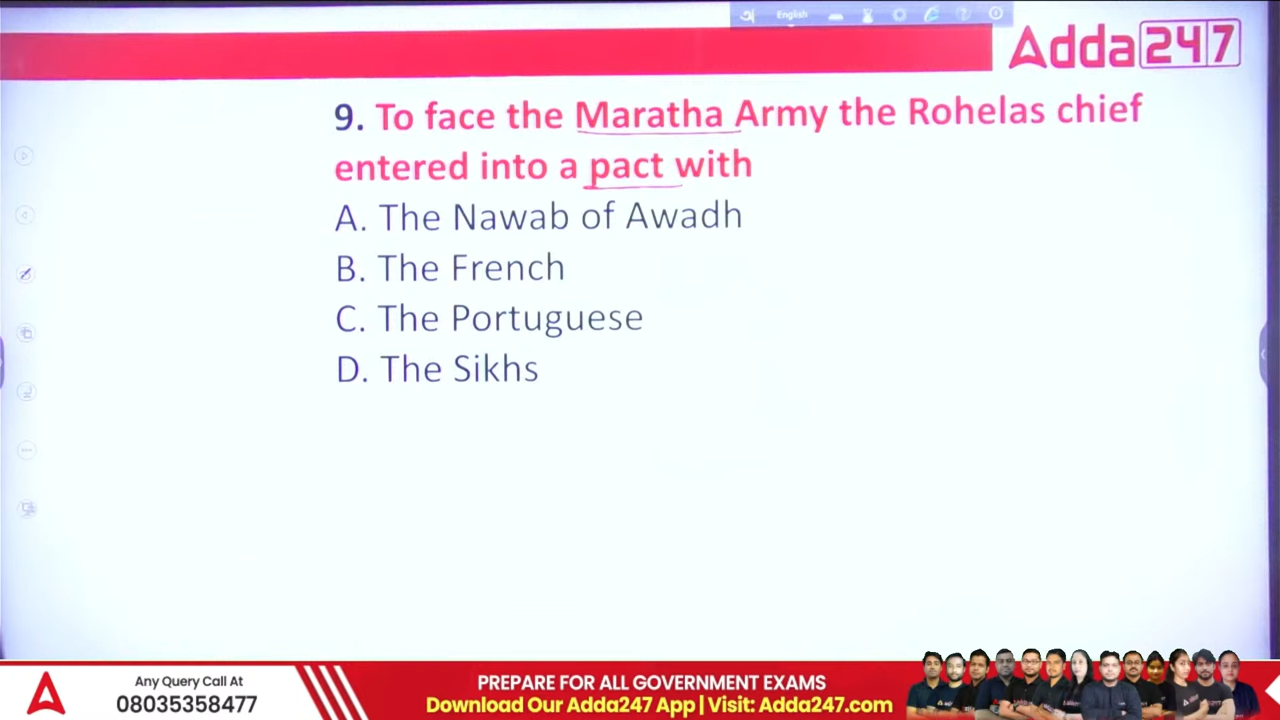 English
Adda247
9. To face the Maratha Army the Rohelas chief
entered into a pact with
A. The Nawab of Awadh
B. The French
C. The Portuguese
D. The Sikhs
Any Query Call At
08035358477
PREPARE FOR ALL GOVERNMENT EXAMS
Download Our Adda247 App | Visit: Adda247.com